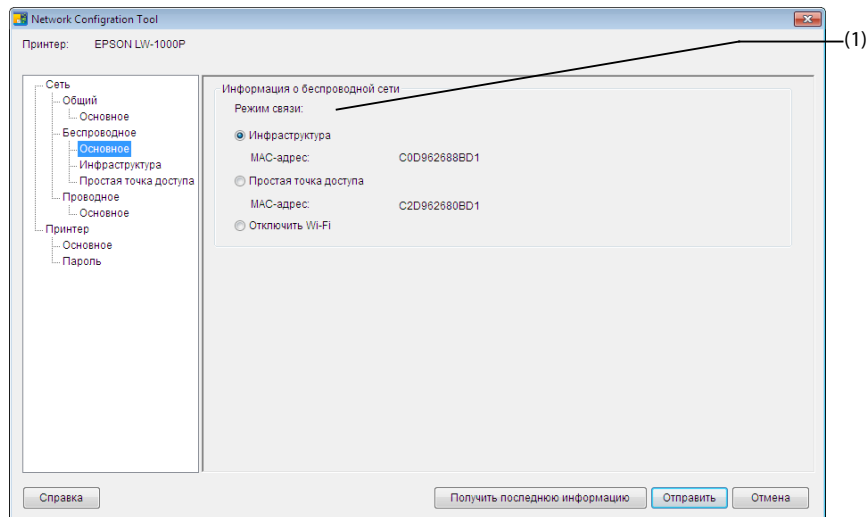 Network Configration Tool
Принтер: EPSON LW-1000P
(1)
Сеть
Общий
Основное
Беспроводное
Основное
Инфраструктура
Простая точка доступа
Проводное
Основное
Принтер
Основное
Пароль
Информация о беспроводной сети
Режим связи:
Инфраструктура
MAC-адрес: C0D962688BD1
Простая точка доступа
MAC-адрес: C2D962680BD1
Отключить Wi-Fi
Справка
Получить последнюю информацию
Отправить
Отмена